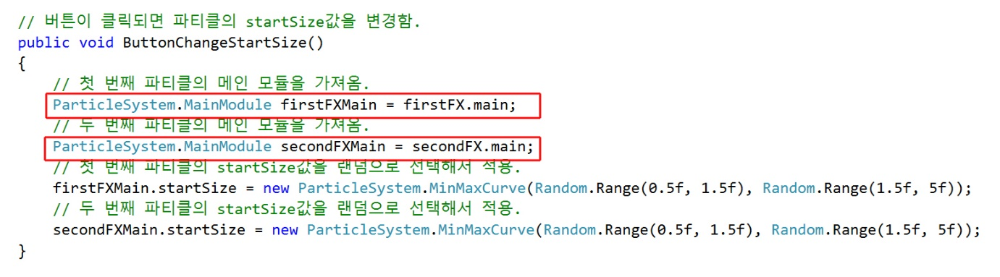 // 버튼이 클릭되면 파티클의 startSize값을 변경함.
public void ButtonChangeStartSize()
{
// 첫 번째 파티클의 메인 모듈을 가져옴.
ParticleSystem.MainModule firstFXMain = firstFX.main;
// 두 번째 파티클의 메인 모듈을 가져옴.
ParticleSystem.MainModule secondFXMain = secondFX.main;
// 첫 번째 파티클의 startSize값을 랜덤으로 선택해서 적용.
firstFXMain.startSize = new ParticleSystem.MinMaxCurve(Random.Range(0.5f, 1.5f), Random.Range(1.5f, 5f));
// 두 번째 파티클의 startSize값을 랜덤으로 선택해서 적용.
secondFXMain.startSize = new ParticleSystem.MinMaxCurve(Random.Range(0.5f, 1.5f), Random.Range(1.5f, 5f));
}